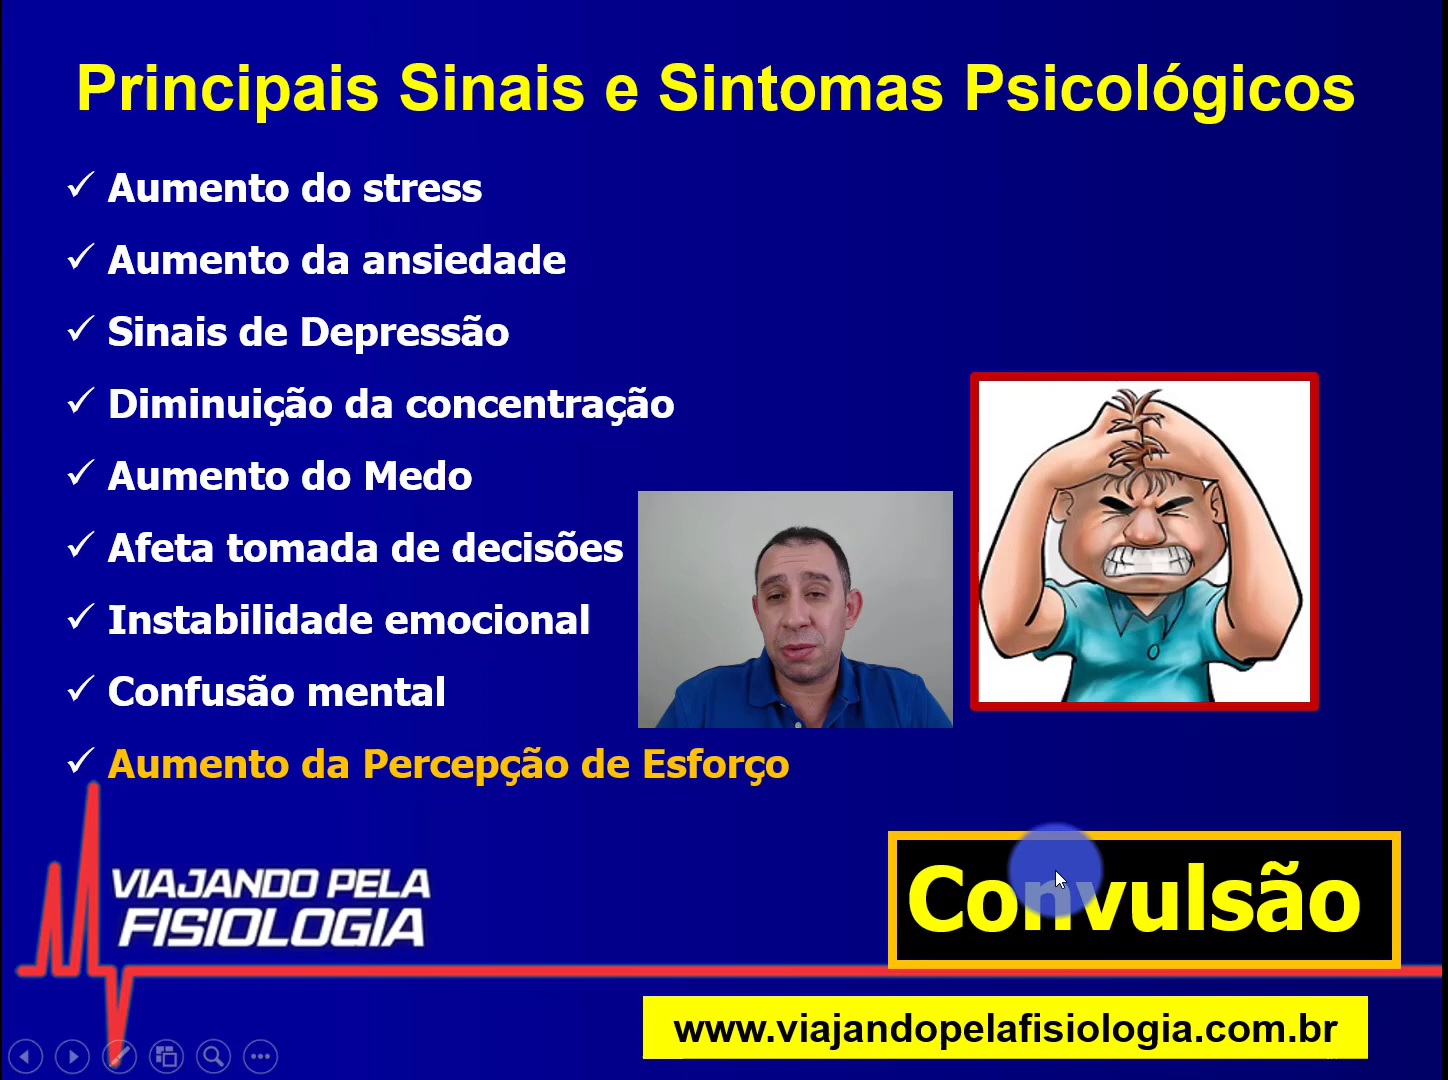 Principais Sinais e Sintomas Psicológicos
Aumento do stress
Aumento da ansiedade
Sinais de Depressão
Diminuição da concentração
Aumento do Medo
Afeta tomada de decisões
Instabilidade emocional
Confusão mental
Aumento da Percepção de Esforço
VIAJANDO PELA
FISIOLOGIA
Convulsão
www.viajandopelafisiologia.com.br